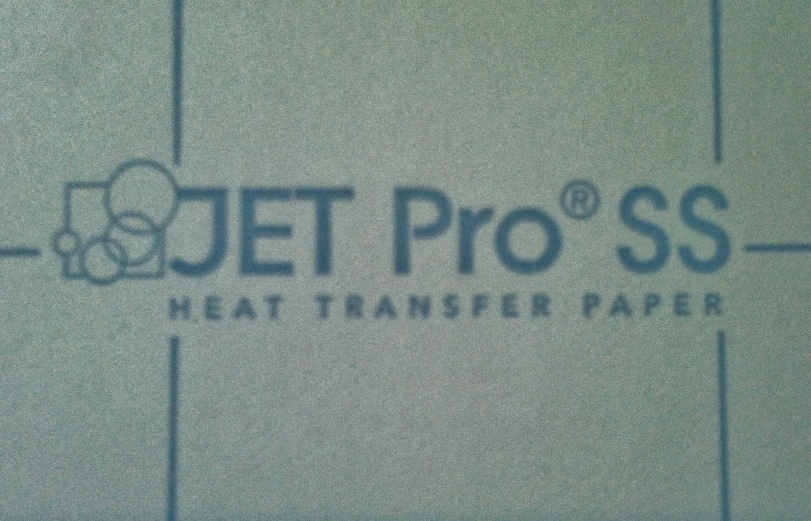 JET Pro® SS
HEAT TRANSFER PAPER